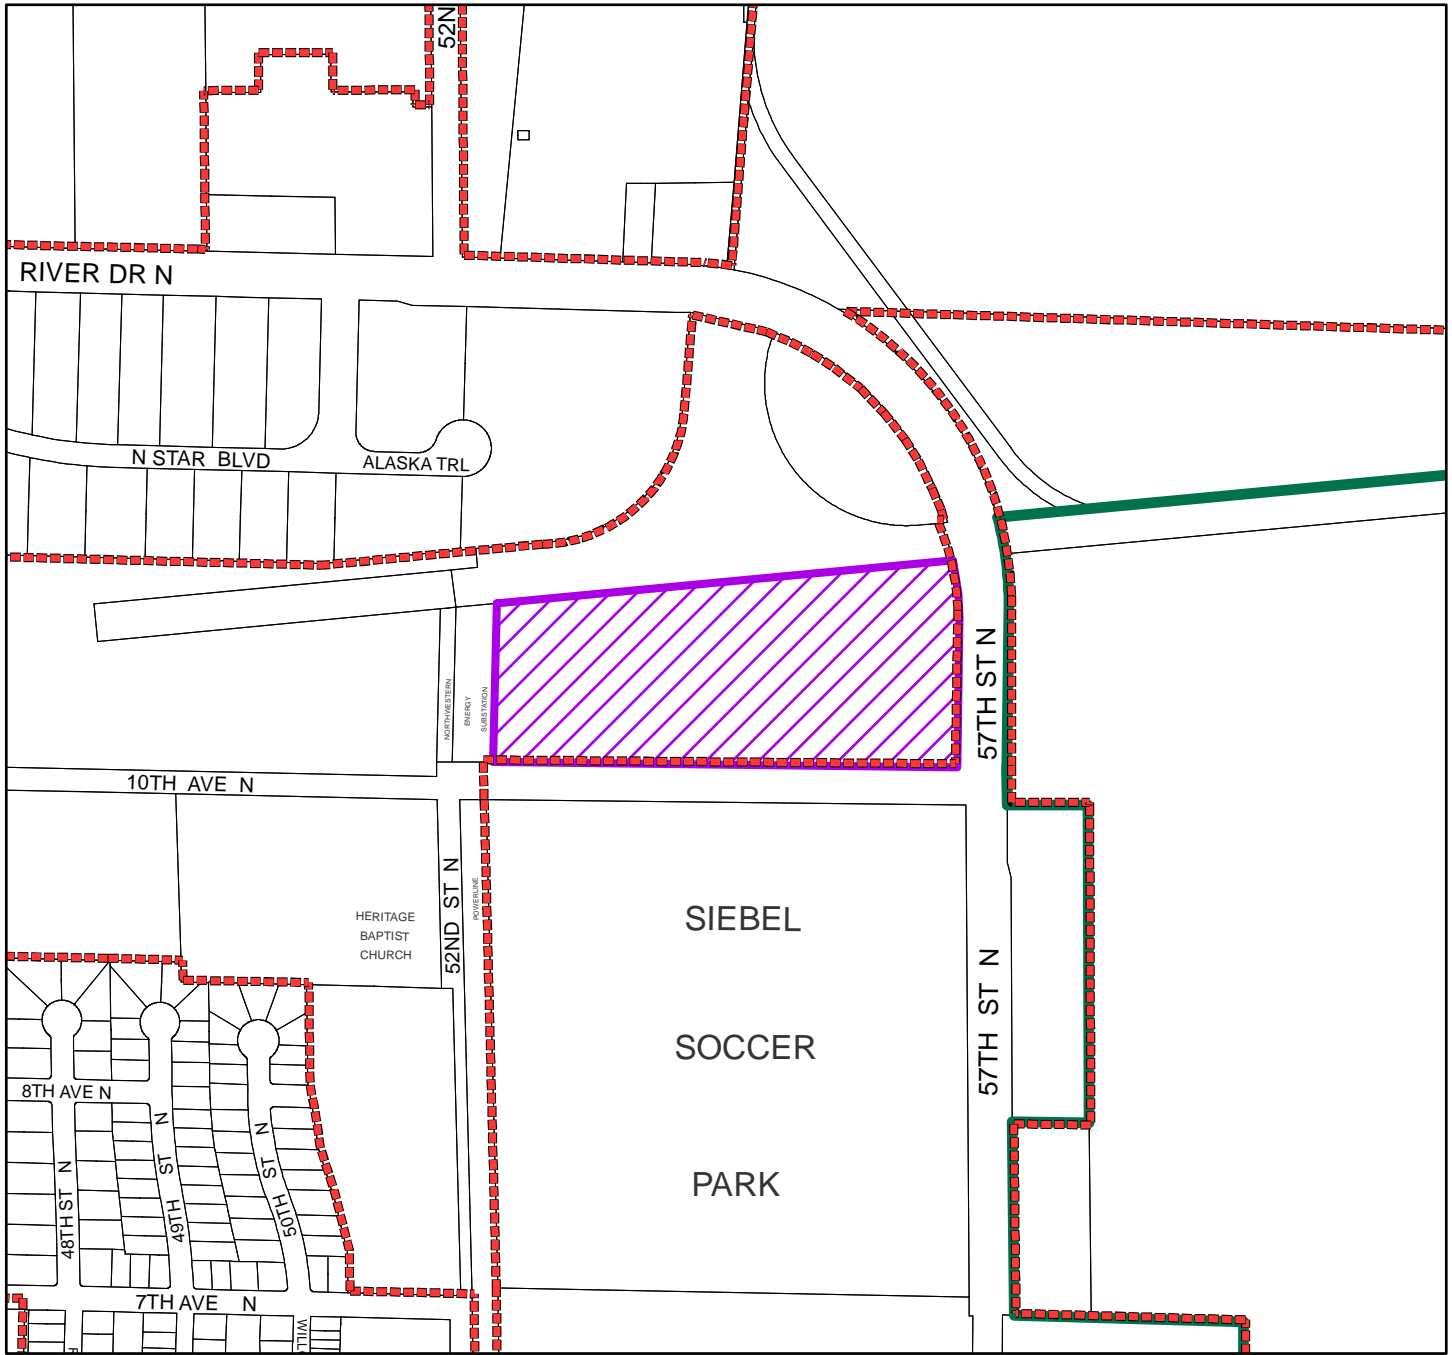 52N
RIVER DR N
N STAR BLVD
ALASKA TRL
NORTHWESTERN
ENERGY
SUBSTATION
57TH ST N
10TH AVE N
52ND ST N
POWERLINE
HERITAGE
BAPTIST
CHURCH
SIEBEL
SOCCER
PARK
57TH ST N
8TH AVE N
48TH ST N
49TH ST N
50TH ST N
7TH AVE N